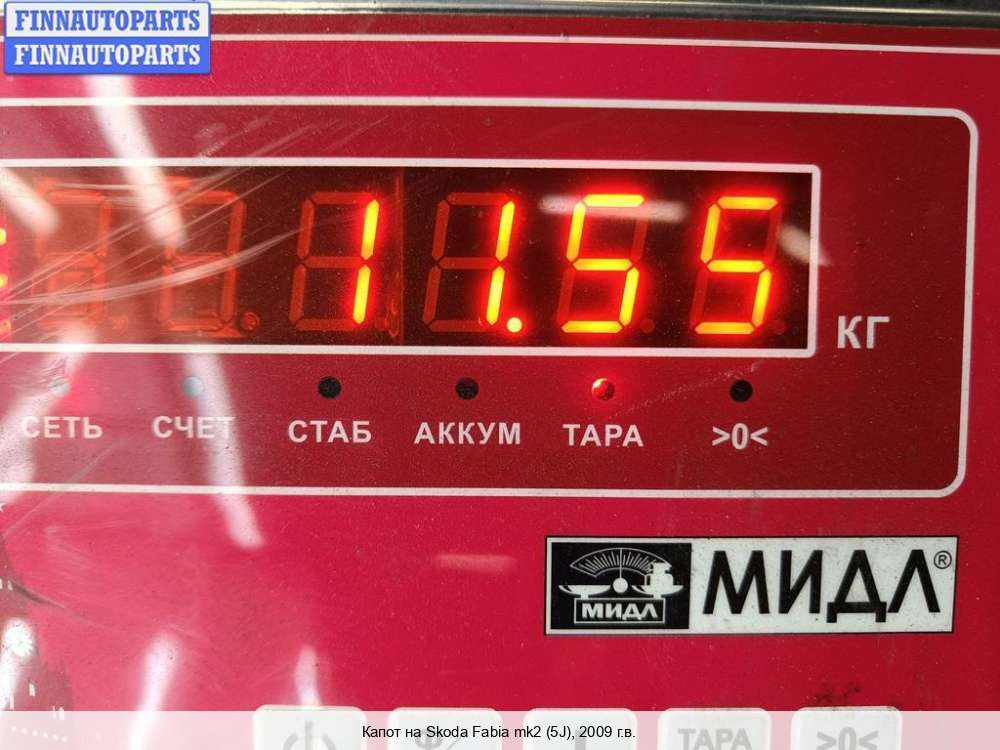 FINNAUTOPARTS
FINNAUTOPARTS
11.55
КГ
СЕТЬ СЧЕТ СТАБ АККУМ ТАРА >0<
МИДЛ МИДЛ®
ТАРА >0<
Капот на Skoda Fabia mk2 (5J), 2009 г.в.